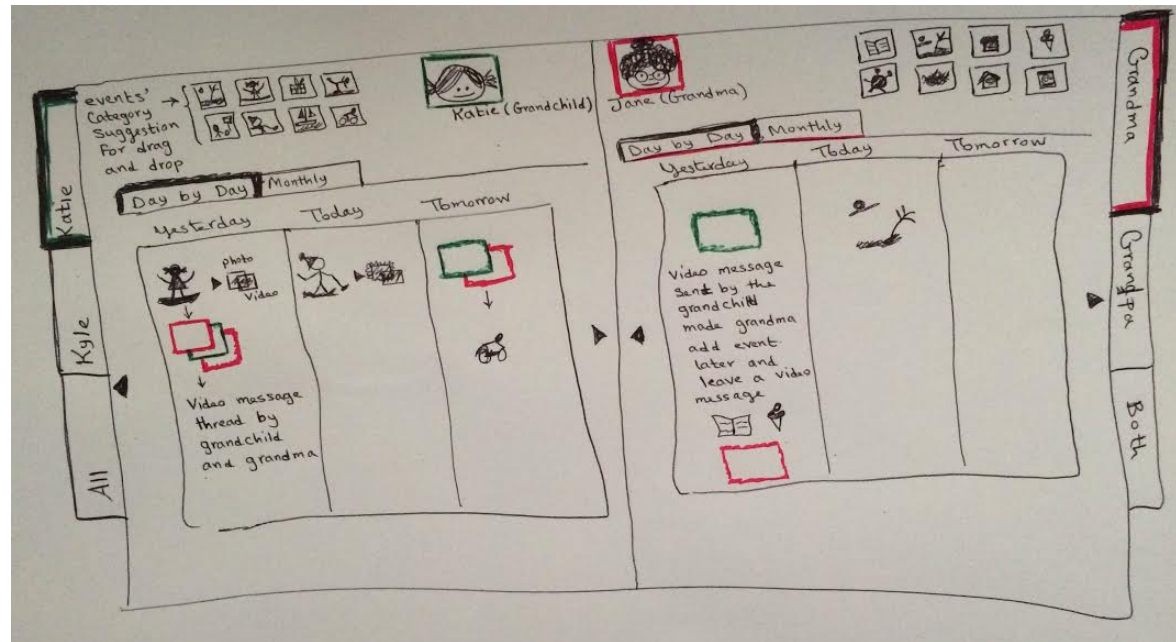 Katie
Kyle
All
events'
Category
Suggestion
For drag
and drop
Katie (Grandchild)
Day by Day
Monthly
Yesterday
Today
Tomorrow
photo
Video
Video message
thread by
grandchild
and grandma
Jane (Grandma)
Day by Day
Monthly
Yesterday
Today
Tomorrow
Video message
sent by the
grandchild
made grandma
add event
later and
leave a video
message
Grandma
Grandpa
Both